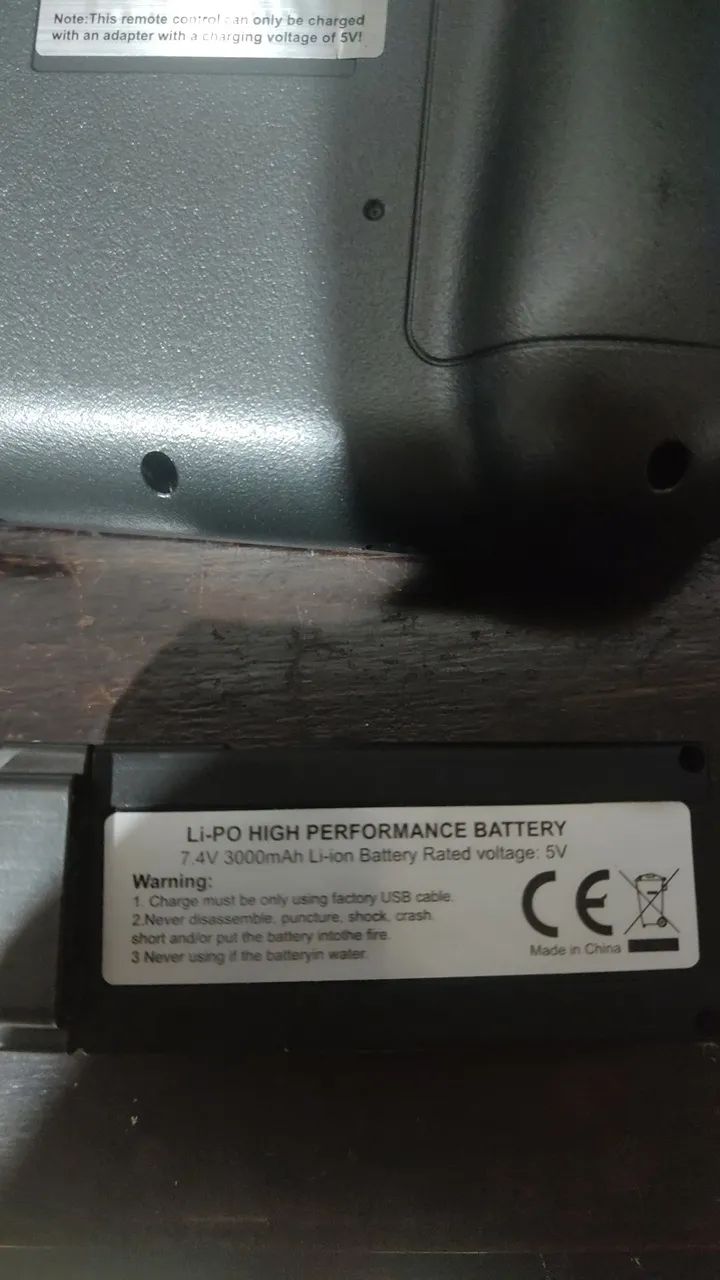 Note:This remote control can only be charged
with an adapter with a charging voltage of 5V!
Li-PO HIGH PERFORMANCE BATTERY
7.4V 3000mAh Li-ion Battery Rated voltage: 5V
Warning:
1. Charge must be only using factory USB cable.
2.Never disassemble, puncture, shock, crash.
short and/or put the battery intothe fire.
3 Never using if the batteryin water.
CE
Made in China